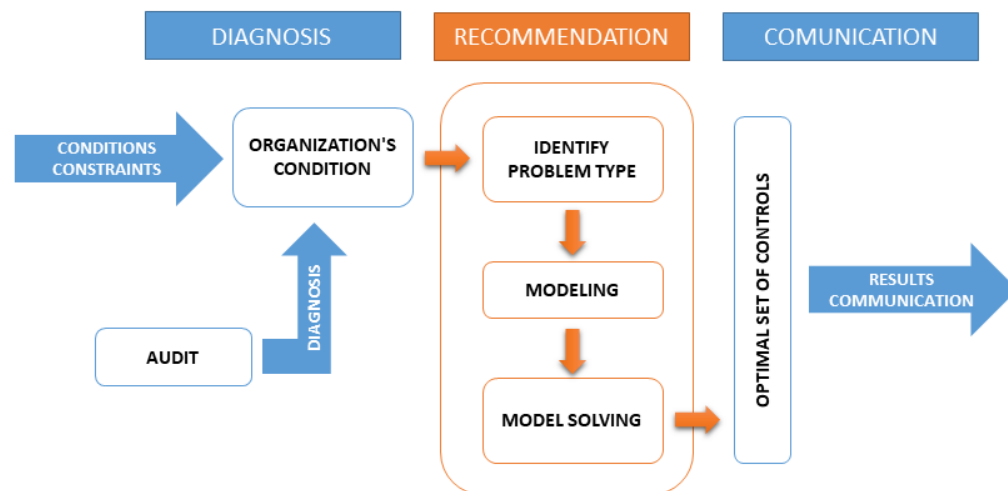 DIAGNOSIS
RECOMMENDATION
COMUNICATION
CONDITIONS
CONSTRAINTS
ORGANIZATION'S
CONDITION
IDENTIFY
PROBLEM TYPE
MODELING
MODEL SOLVING
AUDIT
DIAGNOSIS
OPTIMAL SET OF CONTROLS
RESULTS
COMMUNICATION